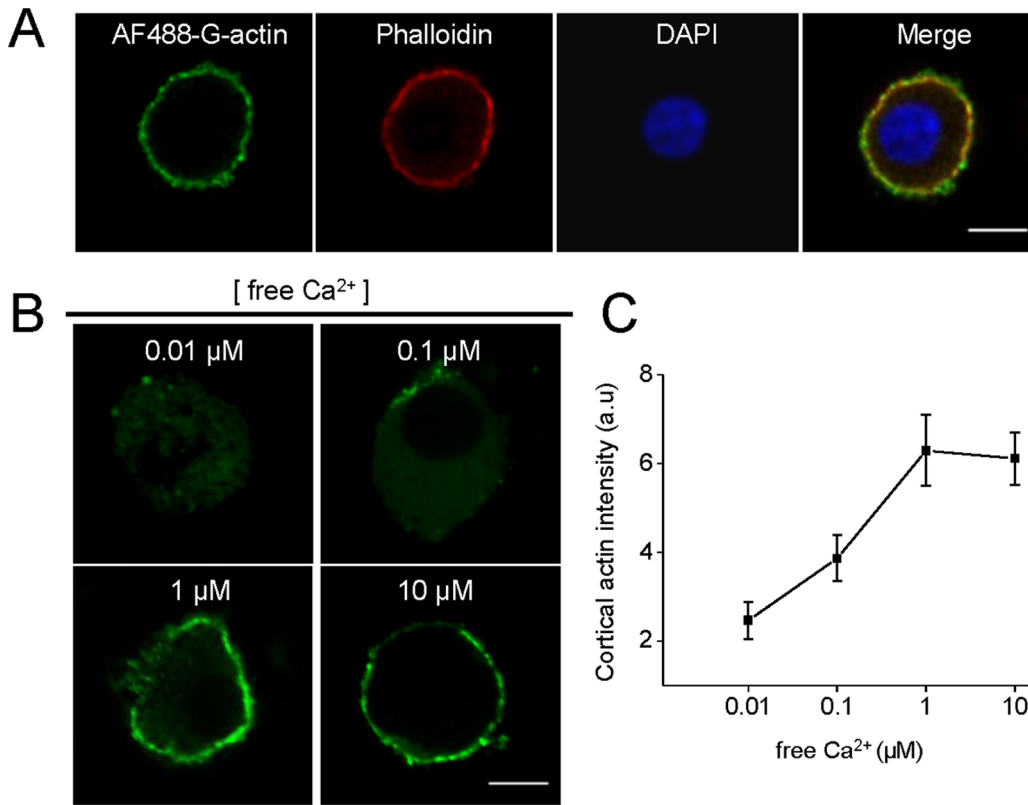 A
AF488-G-actin
Phalloidin
DAPI
Merge
B
[ free Ca²⁺ ]
0.01 µM
0.1 µM
1 µM
10 µM
C
Cortical actin intensity (a.u)
8
6
4
2
0.01 0.1 1 10
free Ca²⁺ (µM)